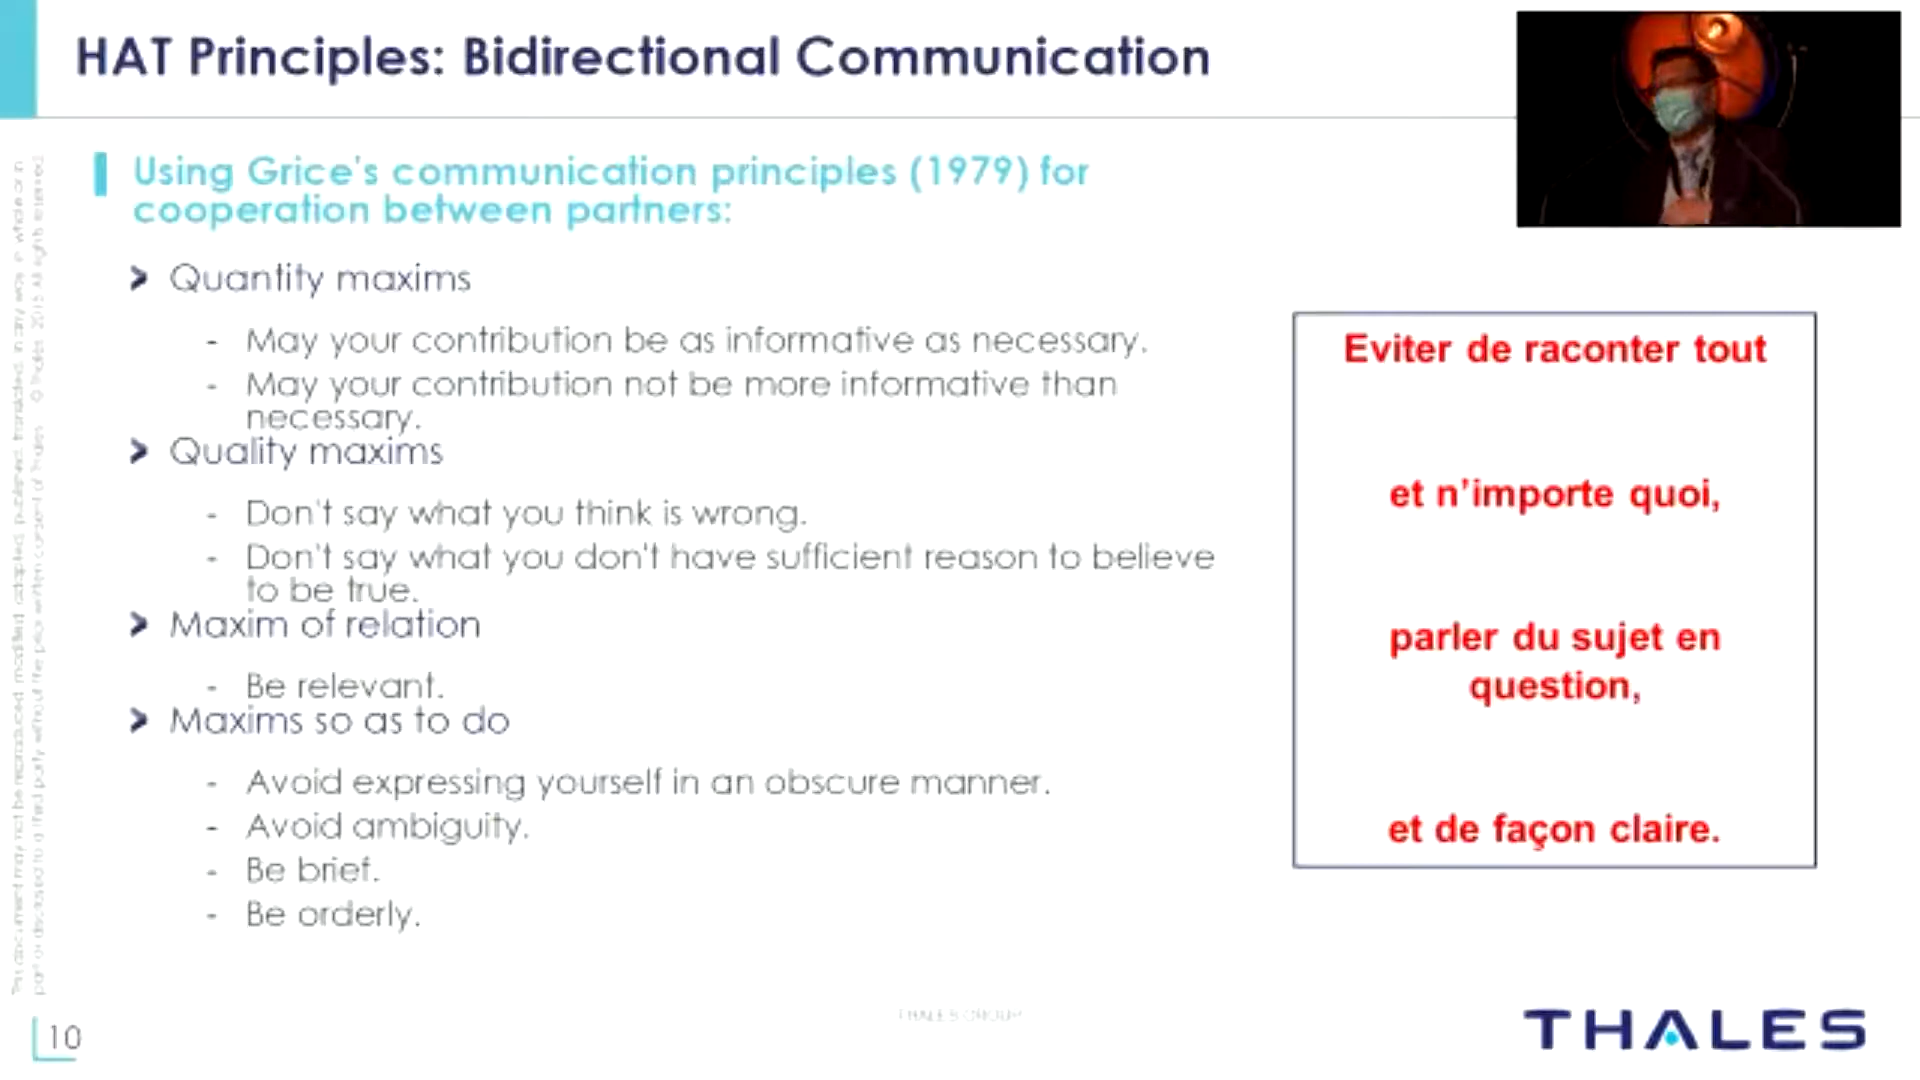 HAT Principles: Bidirectional Communication
Using Grice's communication principles (1979) for
cooperation between partners:
Quantity maxims
- May your contribution be as informative as necessary.
- May your contribution not be more informative than
necessary.
Quality maxims
- Don't say what you think is wrong.
- Don't say what you don't have sufficient reason to believe
to be true.
Maxim of relation
- Be relevant.
Maxims so as to do
- Avoid expressing yourself in an obscure manner.
- Avoid ambiguity.
- Be brief.
- Be orderly.
Eviter de raconter tout
et n'importe quoi,
parler du sujet en
question,
et de façon claire.
THALES GROUP
10
THALES